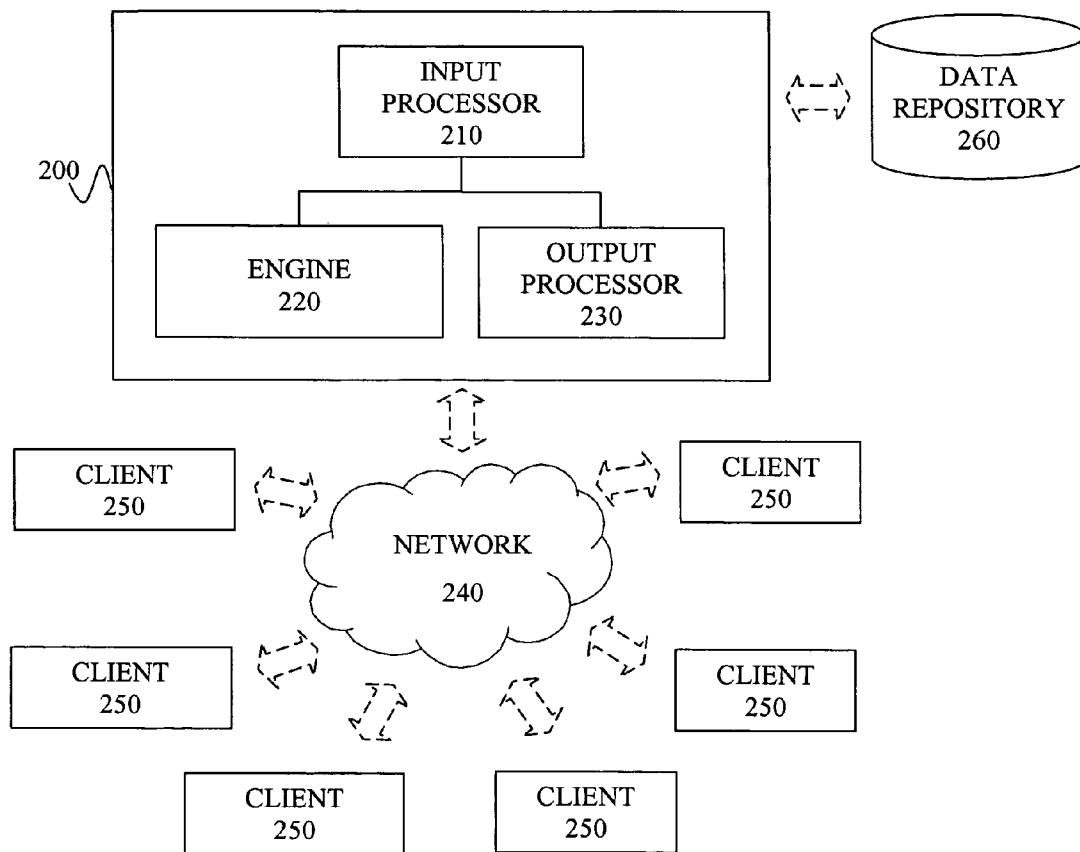 INPUT
PROCESSOR
210
DATA
REPOSITORY
260
200
ENGINE
220
OUTPUT
PROCESSOR
230
CLIENT
250
CLIENT
250
NETWORK
240
CLIENT
250
CLIENT
250
CLIENT
250
CLIENT
250